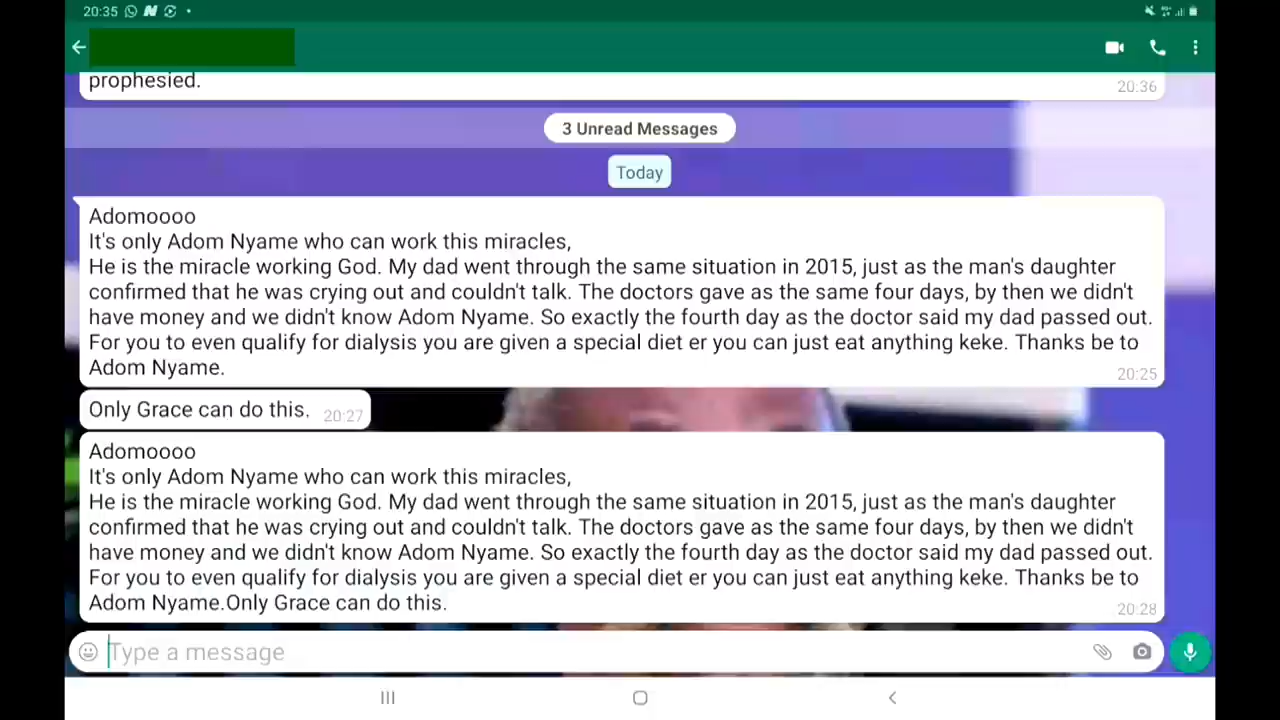 20:35
prophesied.
20:36
3 Unread Messages
Today
Adomoooo
It's only Adom Nyame who can work this miracles,
He is the miracle working God. My dad went through the same situation in 2015, just as the man's daughter
confirmed that he was crying out and couldn't talk. The doctors gave as the same four days, by then we didn't
have money and we didn't know Adom Nyame. So exactly the fourth day as the doctor said my dad passed out.
For you to even qualify for dialysis you are given a special diet er you can just eat anything keke. Thanks be to
Adom Nyame.
20:25
Only Grace can do this. 20:27
Adomoooo
It's only Adom Nyame who can work this miracles,
He is the miracle working God. My dad went through the same situation in 2015, just as the man's daughter
confirmed that he was crying out and couldn't talk. The doctors gave as the same four days, by then we didn't
have money and we didn't know Adom Nyame. So exactly the fourth day as the doctor said my dad passed out.
For you to even qualify for dialysis you are given a special diet er you can just eat anything keke. Thanks be to
Adom Nyame.Only Grace can do this.
20:28
Type a message